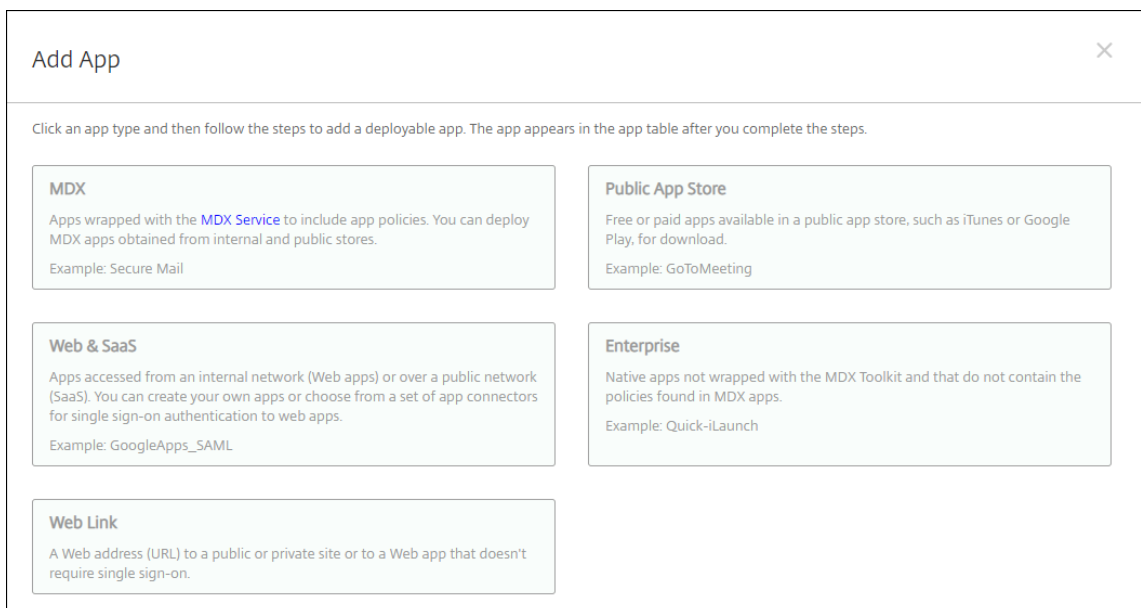 Add App
Click an app type and then follow the steps to add a deployable app. The app appears in the app table after you complete the steps.
MDX
Apps wrapped with the MDX Service to include app policies. You can deploy
MDX apps obtained from internal and public stores.
Example: Secure Mail
Public App Store
Free or paid apps available in a public app store, such as iTunes or Google
Play, for download.
Example: GoToMeeting
Web & SaaS
Apps accessed from an internal network (Web apps) or over a public network
(SaaS). You can create your own apps or choose from a set of app connectors
for single sign-on authentication to web apps.
Example: GoogleApps_SAML
Enterprise
Native apps not wrapped with the MDX Toolkit and that do not contain the
policies found in MDX apps.
Example: Quick-iLaunch
Web Link
A Web address (URL) to a public or private site or to a Web app that doesn't
require single sign-on.